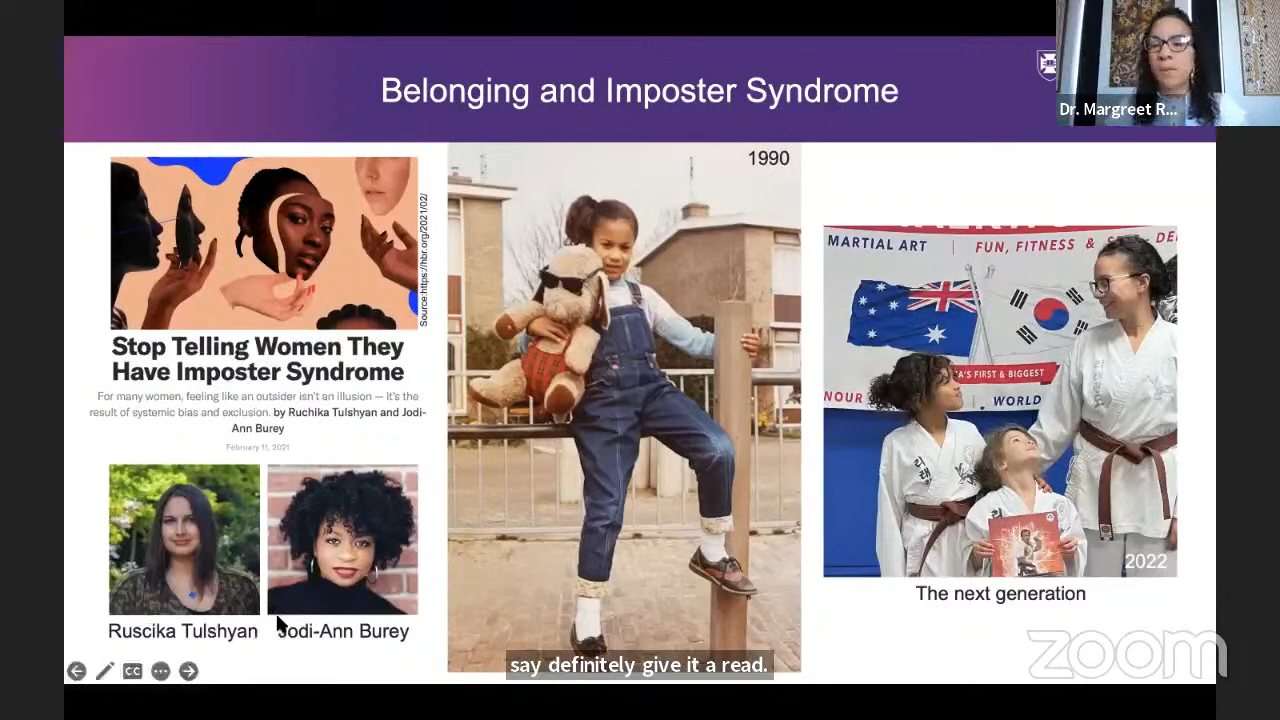 Belonging and Imposter Syndrome
Dr. Margreet R...
Source:https://hbr.org/2021/02/
Stop Telling Women They
Have Imposter Syndrome
For many women, feeling like an outsider isn't an illusion — it's the
result of systemic bias and exclusion. by Ruchika Tulshyan and Jodi-
Ann Burey
February 11, 2021
Ruscika Tulshyan
Jodi-Ann Burey
1990
MARTIAL ART | FUN, FITNESS &
FIRST & BIGGEST
WORLD
2022
The next generation
CC
say definitely give it a read.
zoom